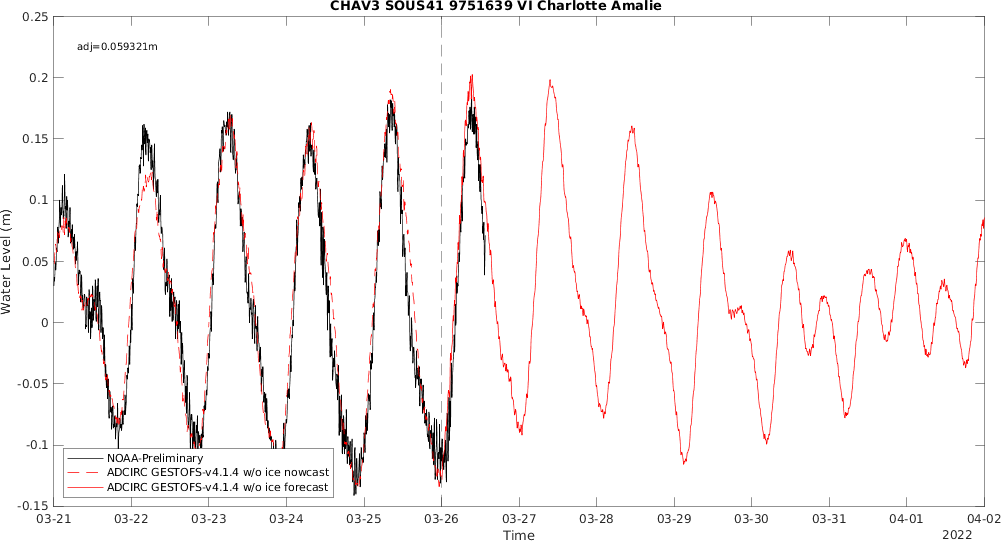 CHAV3 SOUS41 9751639 VI Charlotte Amalie
0.25
adj=0.059321m
0.2
0.15
0.1
0.05
0
-0.05
-0.1
-0.15
Water Level (m)
NOAA-Preliminary
ADCIRC GESTOFS-v4.1.4 w/o ice nowcast
ADCIRC GESTOFS-v4.1.4 w/o ice forecast
03-21 03-22 03-23 03-24 03-25 03-26 03-27 03-28 03-29 03-30 03-31 04-01 04-02
Time
2022